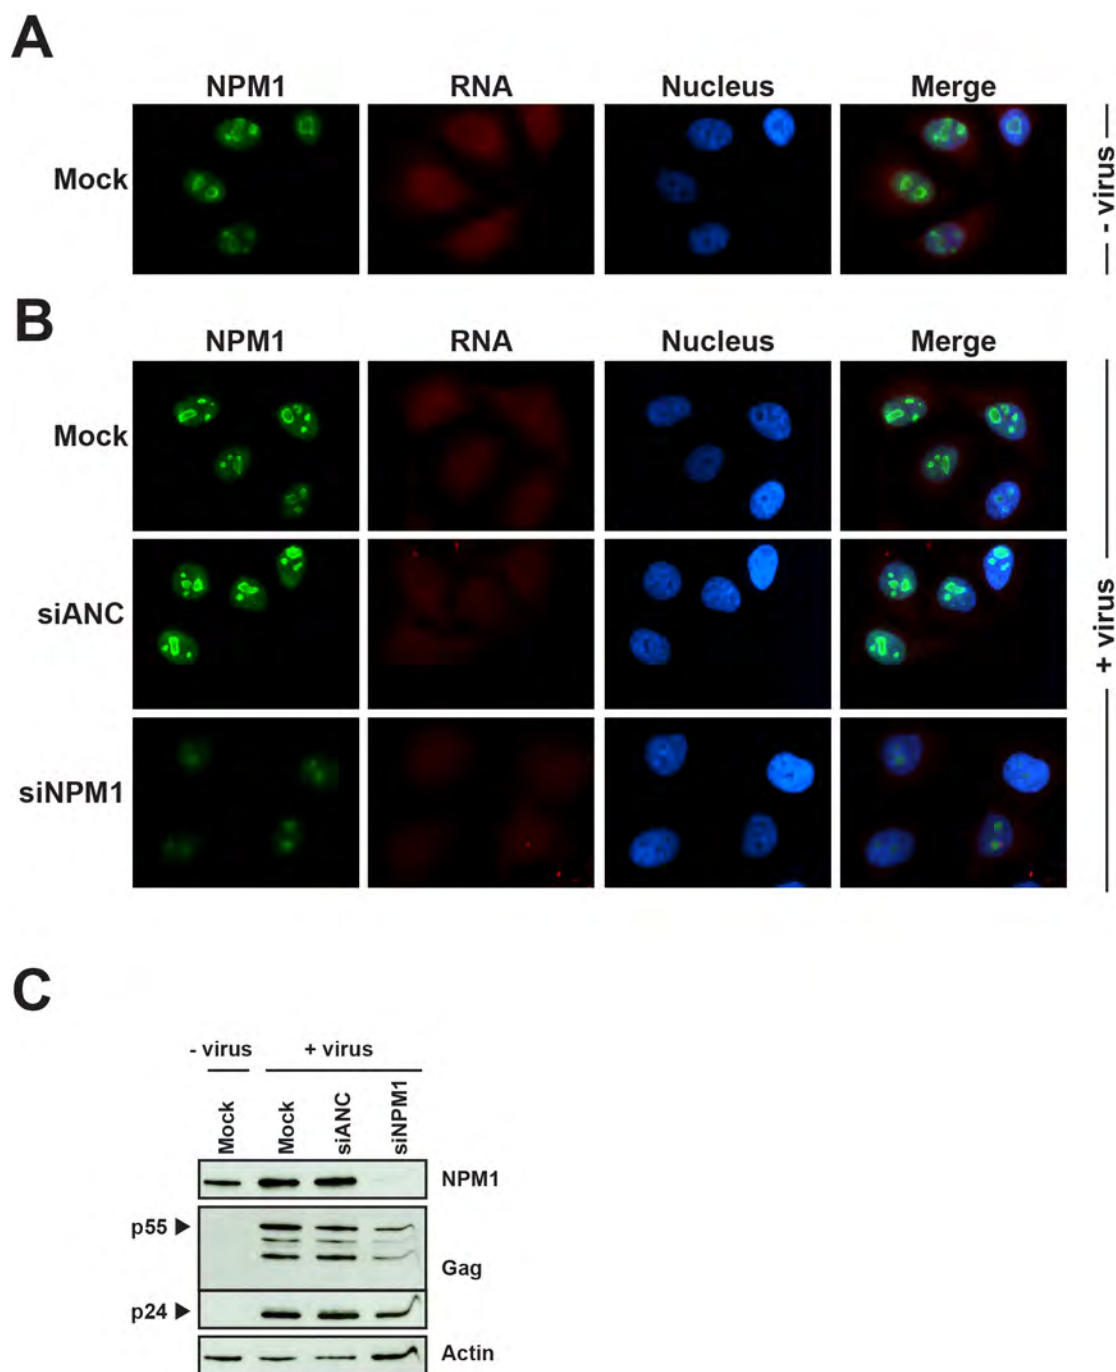 A
NPM1 RNA Nucleus Merge
Mock
- virus
B
NPM1 RNA Nucleus Merge
Mock
siANC
siNPM1
+ virus
C
- virus + virus
Mock Mock siANC siNPM1
NPM1
p55
Gag
p24
Actin